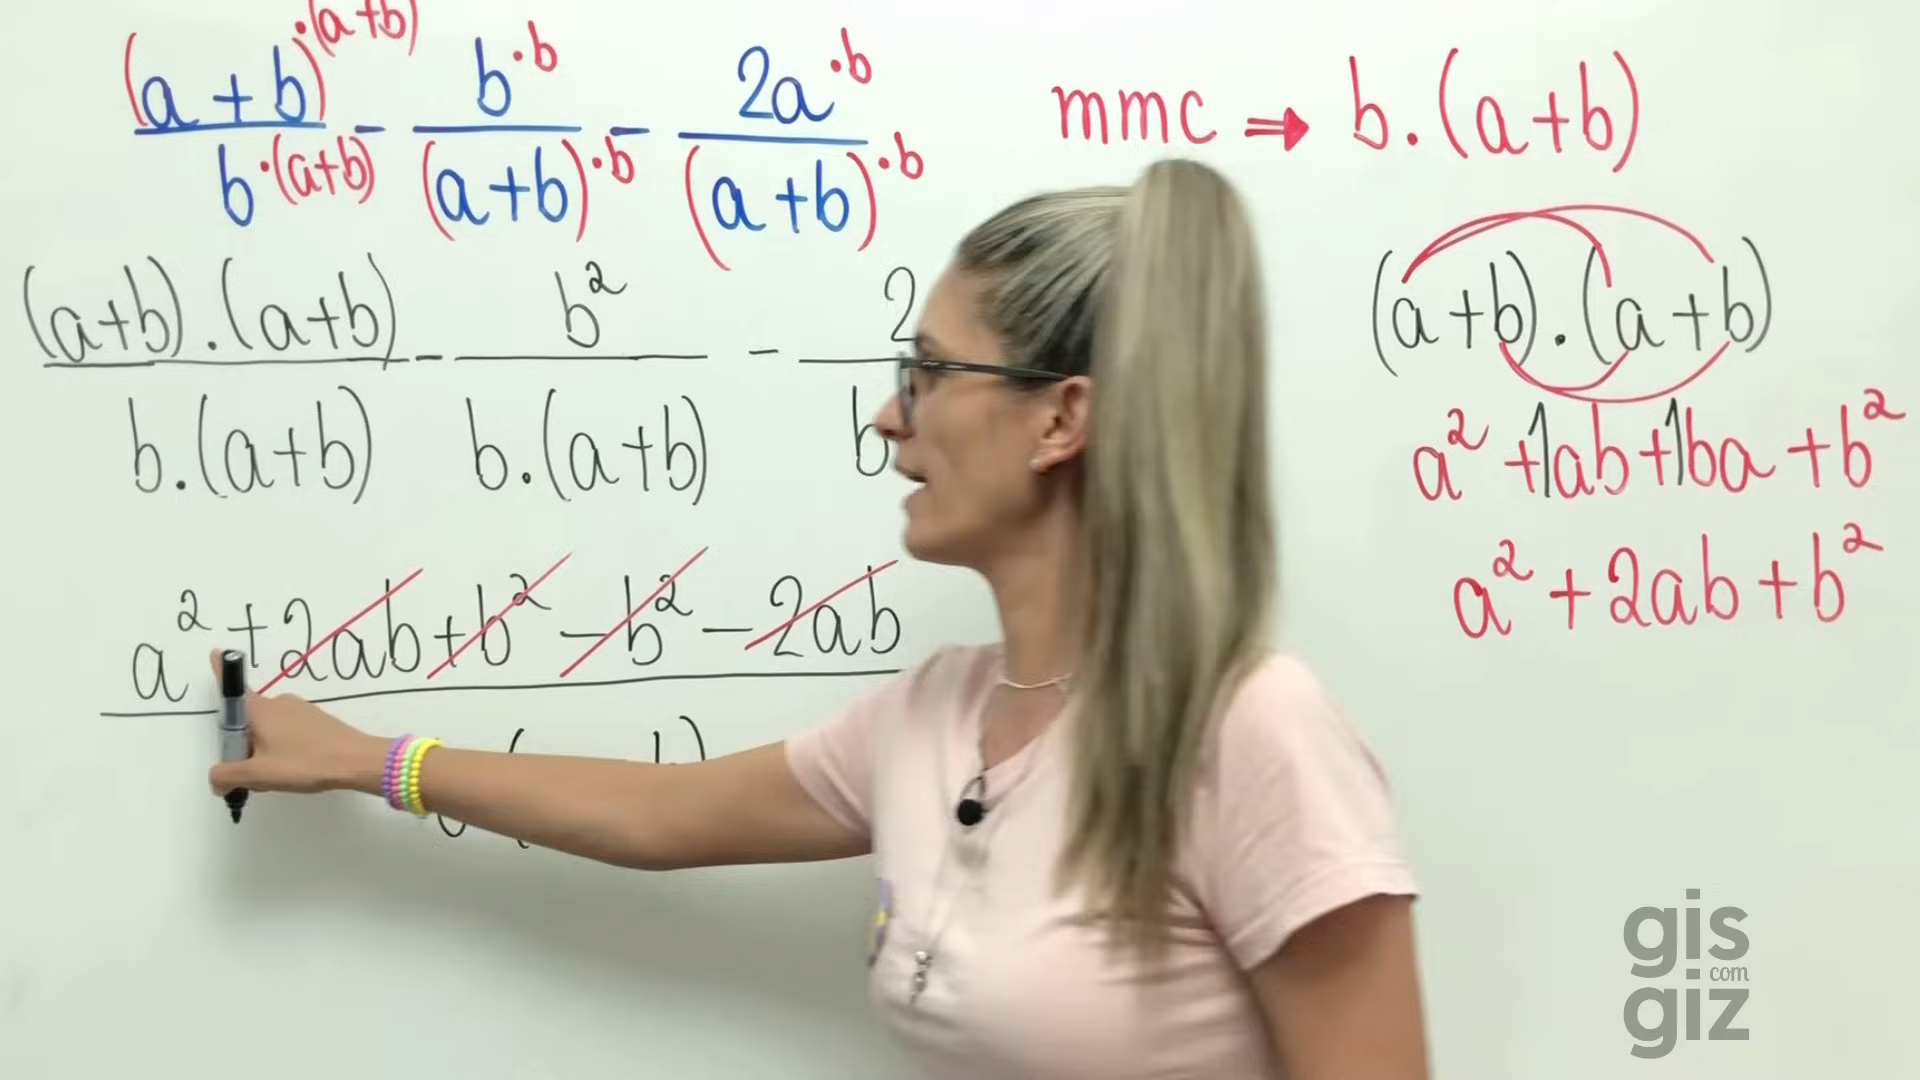 (a + b) · (a+b) / b · (a+b) - b · b / (a+b) · b - 2a · b / (a+b) · b
mmc ⇒ b . (a+b)
(a+b) . (a+b) / b . (a+b) - b² / b . (a+b) - 2 / b
a² + 2ab + b² - b² - 2ab
(a+b) . (a+b)
a² + 1ab + 1ba + b²
a² + 2ab + b²
gis
com
giz